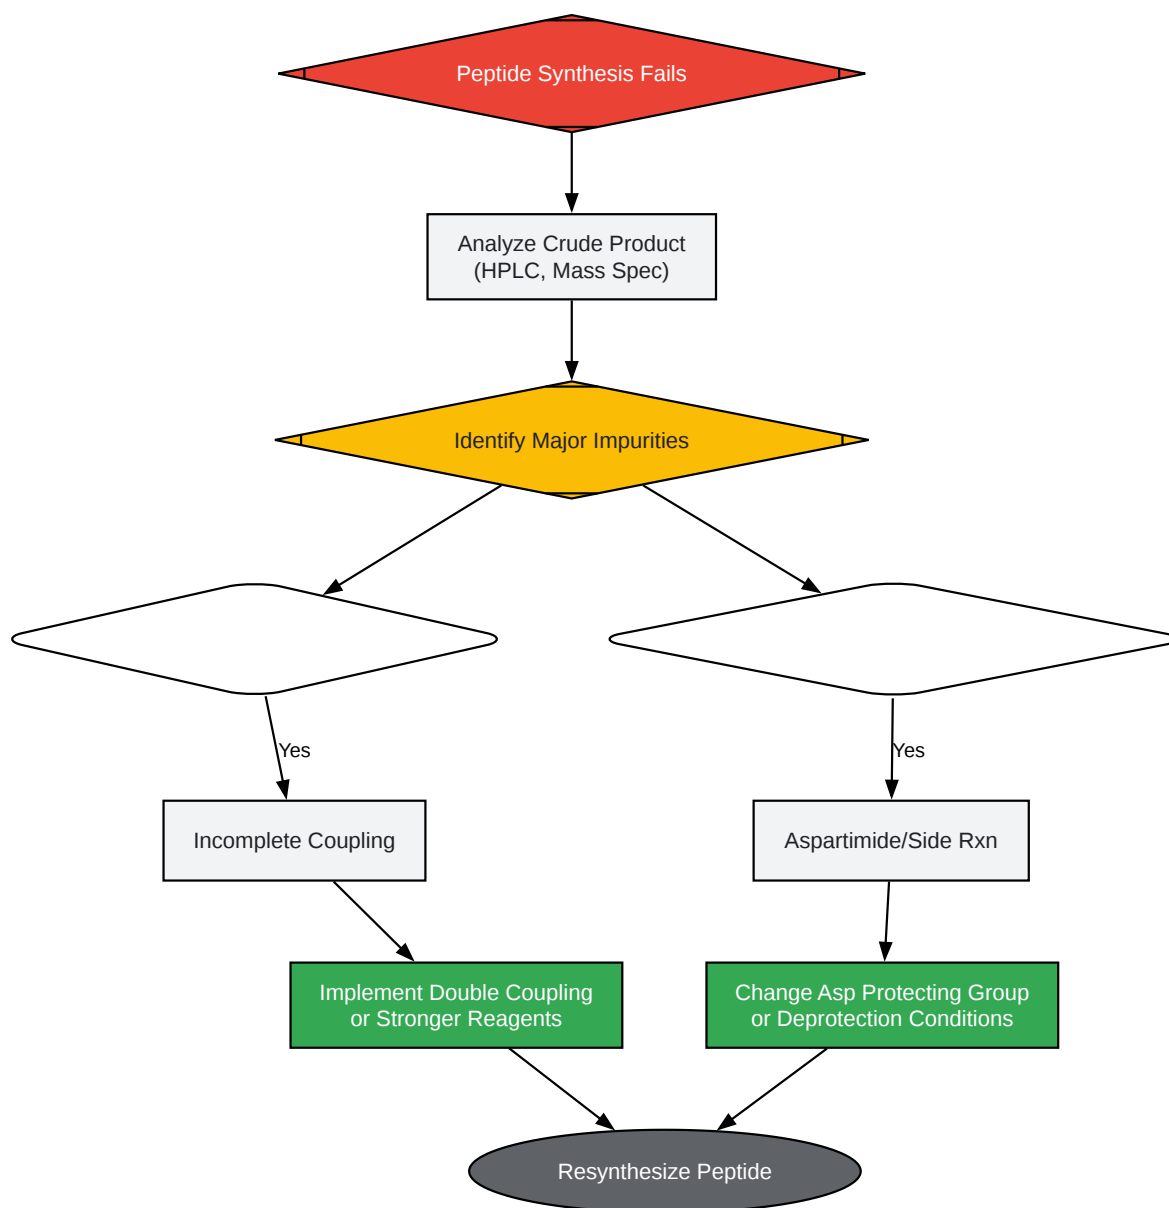 Peptide Synthesis Fails
Analyze Crude Product
(HPLC, Mass Spec)
Identify Major Impurities
Yes
Yes
Incomplete Coupling
Aspartimide/Side Rxn
Implement Double Coupling
or Stronger Reagents
Change Asp Protecting Group
or Deprotection Conditions
Resynthesize Peptide